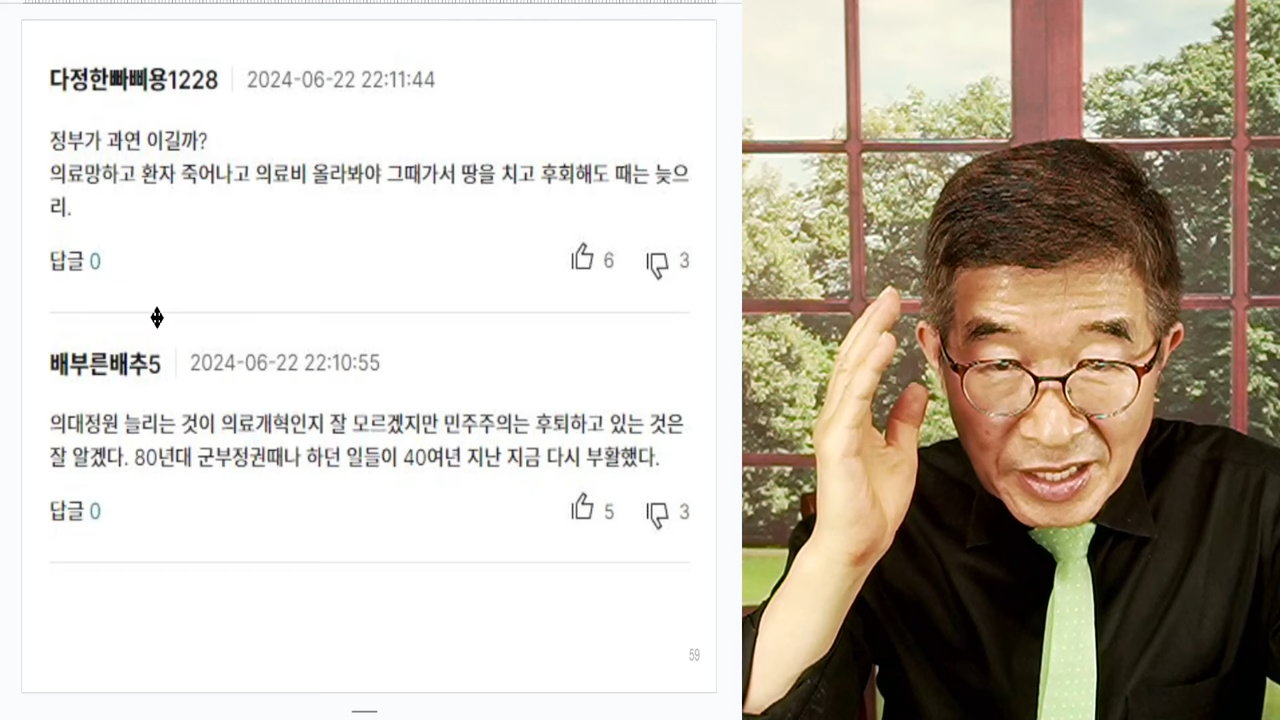 다정한빠삐용1228 2024-06-22 22:11:44
정부가 과연 이길까?
의료망하고 환자 죽어나고 의료비 올라봐야 그때가서 땅을 치고 후회해도 때는 늦으
리.
답글 0 6 3
배부른배추5 2024-06-22 22:10:55
의대정원 늘리는 것이 의료개혁인지 잘 모르겠지만 민주주의는 후퇴하고 있는 것은
잘 알겠다. 80년대 군부정권때나 하던 일들이 40여년 지난 지금 다시 부활했다.
답글 0 5 3
59